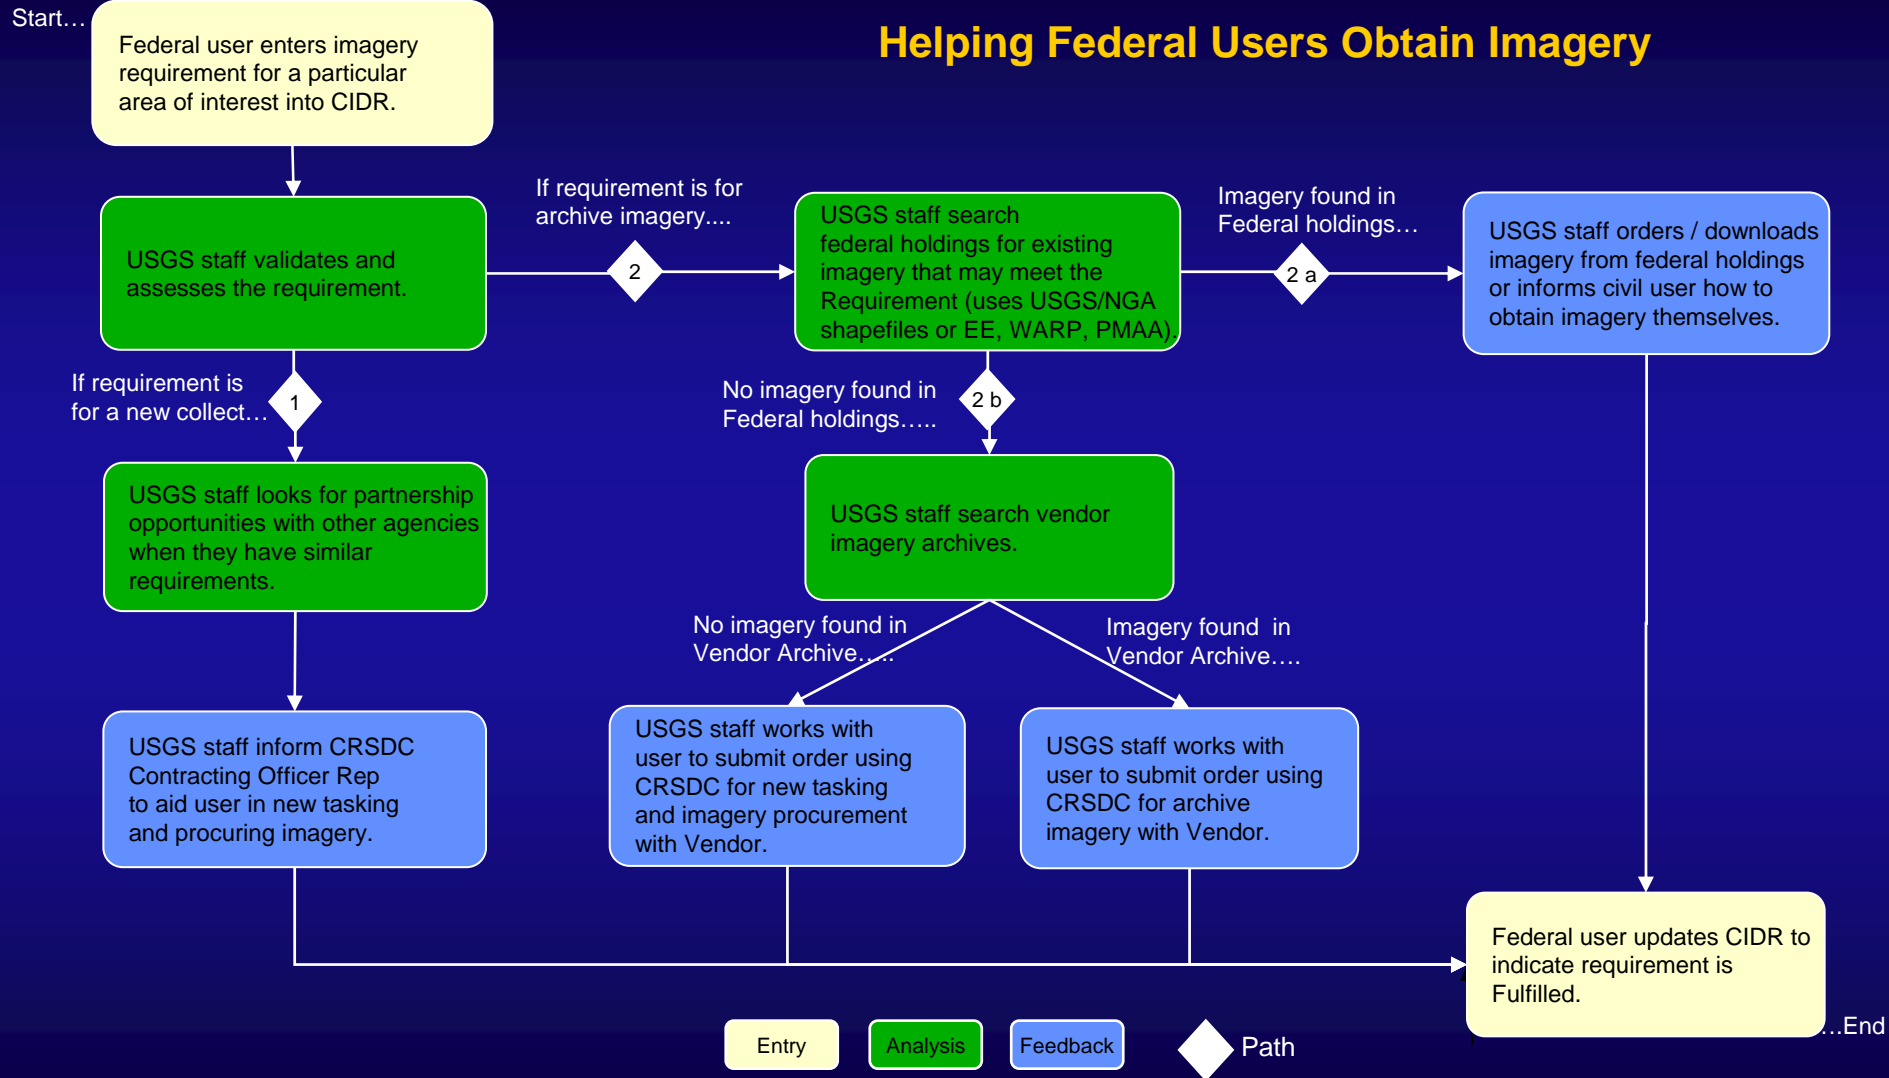 Start…
Helping Federal Users Obtain Imagery
Federal user enters imagery
requirement for a particular
area of interest into CIDR.
If requirement is for
archive imagery....
Imagery found in
Federal holdings…
USGS staff validates and
assesses the requirement.
2
USGS staff search
federal holdings for existing
imagery that may meet the
Requirement (uses USGS/NGA
shapefiles or EE, WARP, PMAA).
2 a
USGS staff orders / downloads
imagery from federal holdings
or informs civil user how to
obtain imagery themselves.
If requirement is
for a new collect…
1
No imagery found in
Federal holdings…..
2 b
USGS staff looks for partnership
opportunities with other agencies
when they have similar
requirements.
USGS staff search vendor
imagery archives.
No imagery found in
Vendor Archive…..
Imagery found  in
Vendor Archive….
USGS staff inform CRSDC
Contracting Officer Rep
to aid user in new tasking
and procuring imagery.
USGS staff works with
user to submit order using
CRSDC for new tasking
and imagery procurement
with Vendor.
USGS staff works with
user to submit order using
CRSDC for archive
imagery with Vendor.
Federal user updates CIDR to
indicate requirement is
Fulfilled.
…End
Entry
Analysis
Feedback
Path